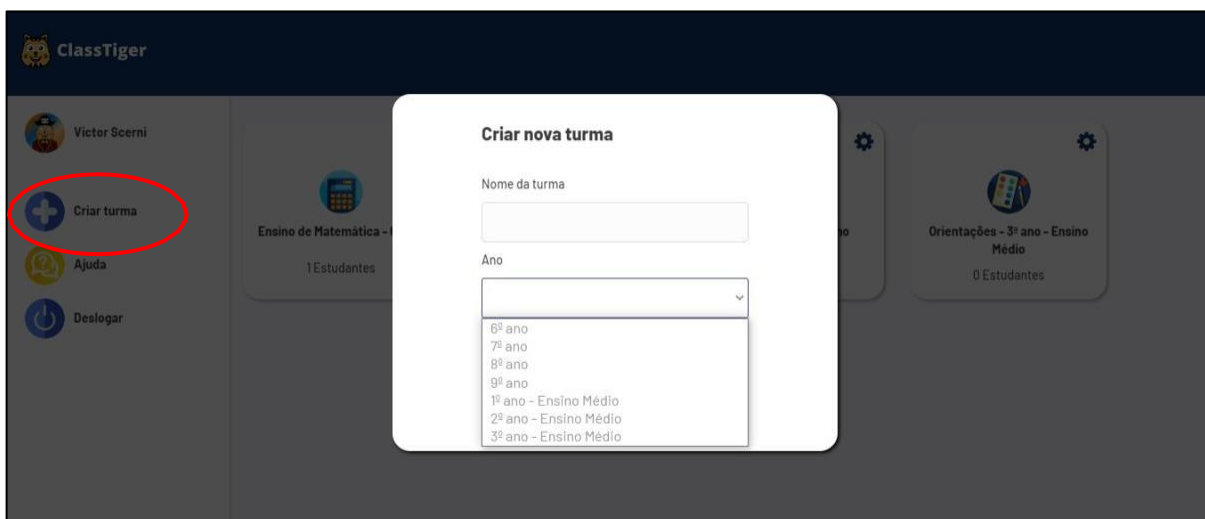 ClassTiger
Victor Scerni
Criar turma
Ajuda
Deslogar
Ensino de Matemática -
1 Estudantes
Criar nova turma
Nome da turma
Ano
6º ano
7º ano
8º ano
9º ano
1º ano - Ensino Médio
2º ano - Ensino Médio
3º ano - Ensino Médio
Orientações - 3º ano - Ensino
Médio
0 Estudantes